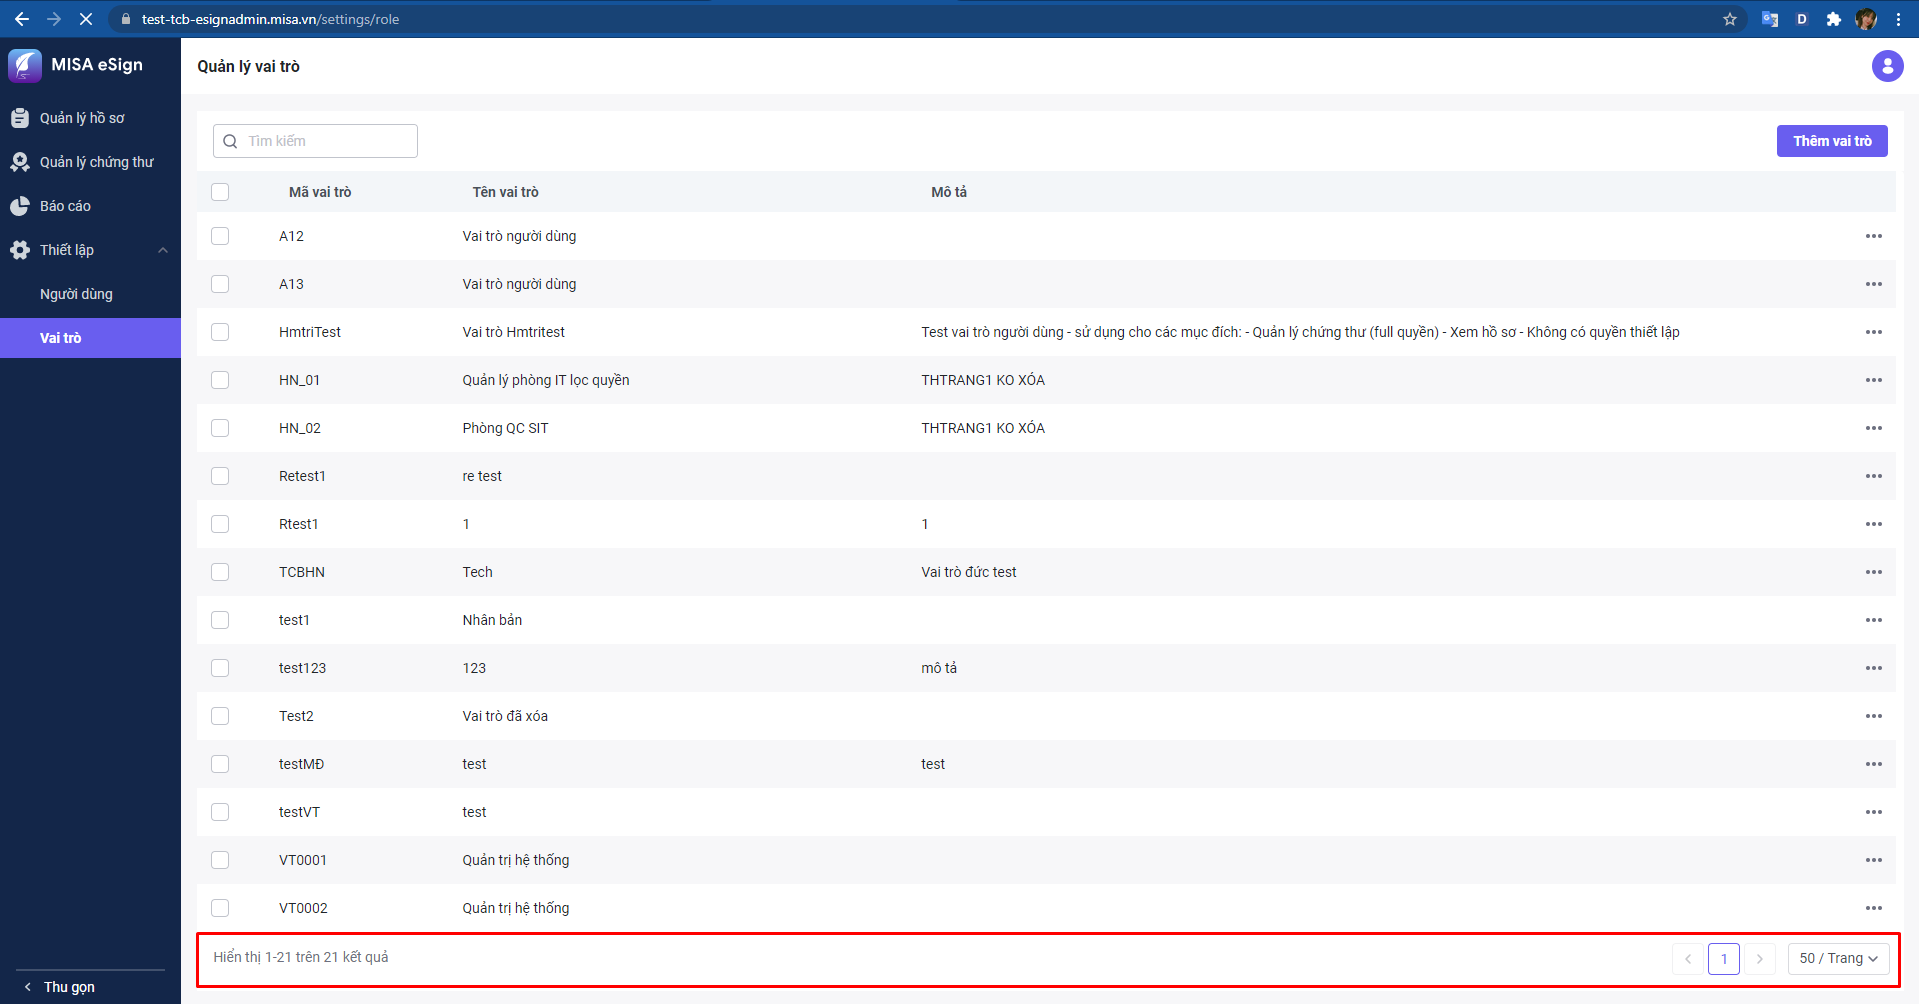 test-tcb-esignadmin.misa.vn/settings/role
D
MISA eSign
Quản lý vai trò
Quản lý hồ sơ
Quản lý chứng thư
Báo cáo
Thiết lập
Người dùng
Vai trò
Tìm kiếm
Thêm vai trò
Mã vai trò Tên vai trò Mô tả
A12 Vai trò người dùng
A13 Vai trò người dùng
HmtriTest Vai trò Hmtritest Test vai trò người dùng - sử dụng cho các mục đích: - Quản lý chứng thư (full quyền) - Xem hồ sơ - Không có quyền thiết lập
HN_01 Quản lý phòng IT lọc quyền THTRANG1 KO XÓA
HN_02 Phòng QC SIT THTRANG1 KO XÓA
Retest1 re test
Rtest1 1 1
TCBHN Tech Vai trò đức test
test1 Nhân bản
test123 123 mô tả
Test2 Vai trò đã xóa
testMĐ test test
testVT test
VT0001 Quản trị hệ thống
VT0002 Quản trị hệ thống
Hiển thị 1-21 trên 21 kết quả 1 50 / Trang
Thu gọn